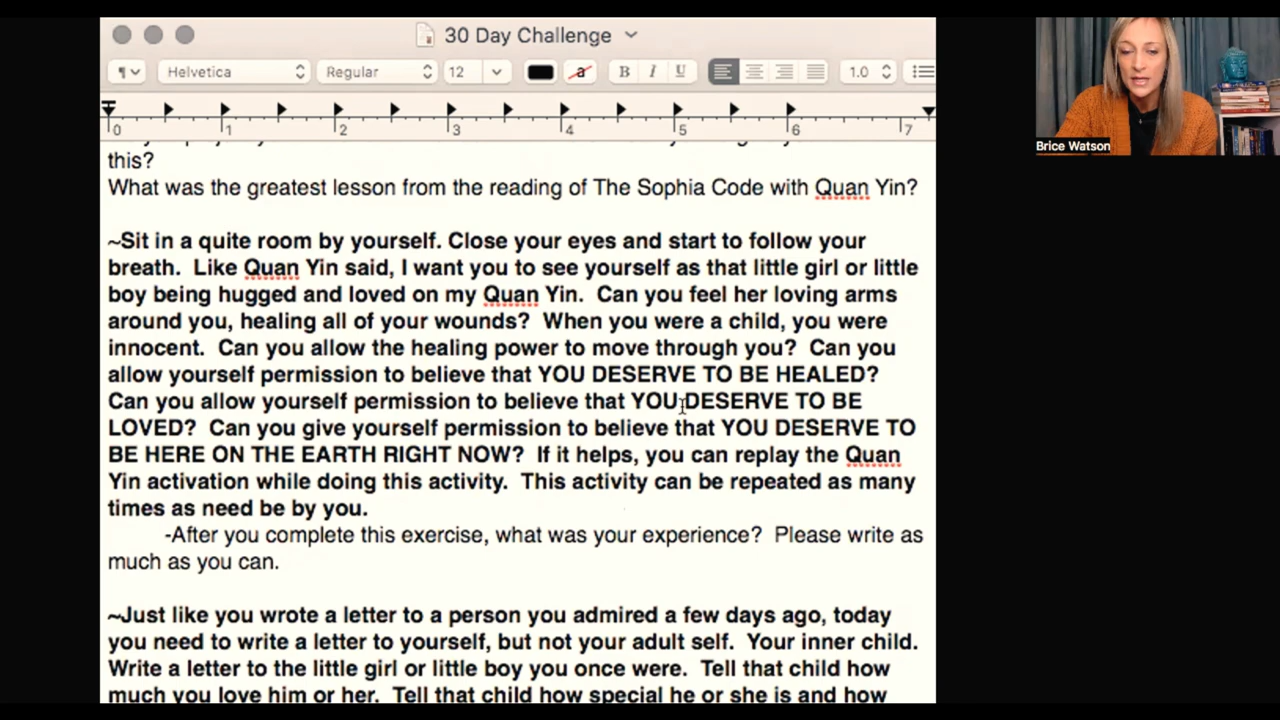 30 Day Challenge
Helvetica Regular 12 a B I U 1.0
0 1 2 3 4 5 6 7
this?
What was the greatest lesson from the reading of The Sophia Code with Quan Yin?
~Sit in a quite room by yourself. Close your eyes and start to follow your
breath.  Like Quan Yin said, I want you to see yourself as that little girl or little
boy being hugged and loved on my Quan Yin.  Can you feel her loving arms
around you, healing all of your wounds?  When you were a child, you were
innocent.  Can you allow the healing power to move through you?  Can you
allow yourself permission to believe that YOU DESERVE TO BE HEALED?
Can you allow yourself permission to believe that YOU DESERVE TO BE
LOVED?  Can you give yourself permission to believe that YOU DESERVE TO
BE HERE ON THE EARTH RIGHT NOW?  If it helps, you can replay the Quan
Yin activation while doing this activity.  This activity can be repeated as many
times as need be by you.
-After you complete this exercise, what was your experience?  Please write as
much as you can.
~Just like you wrote a letter to a person you admired a few days ago, today
you need to write a letter to yourself, but not your adult self.  Your inner child.
Write a letter to the little girl or little boy you once were.  Tell that child how
much you love him or her.  Tell that child how special he or she is and how
Brice Watson